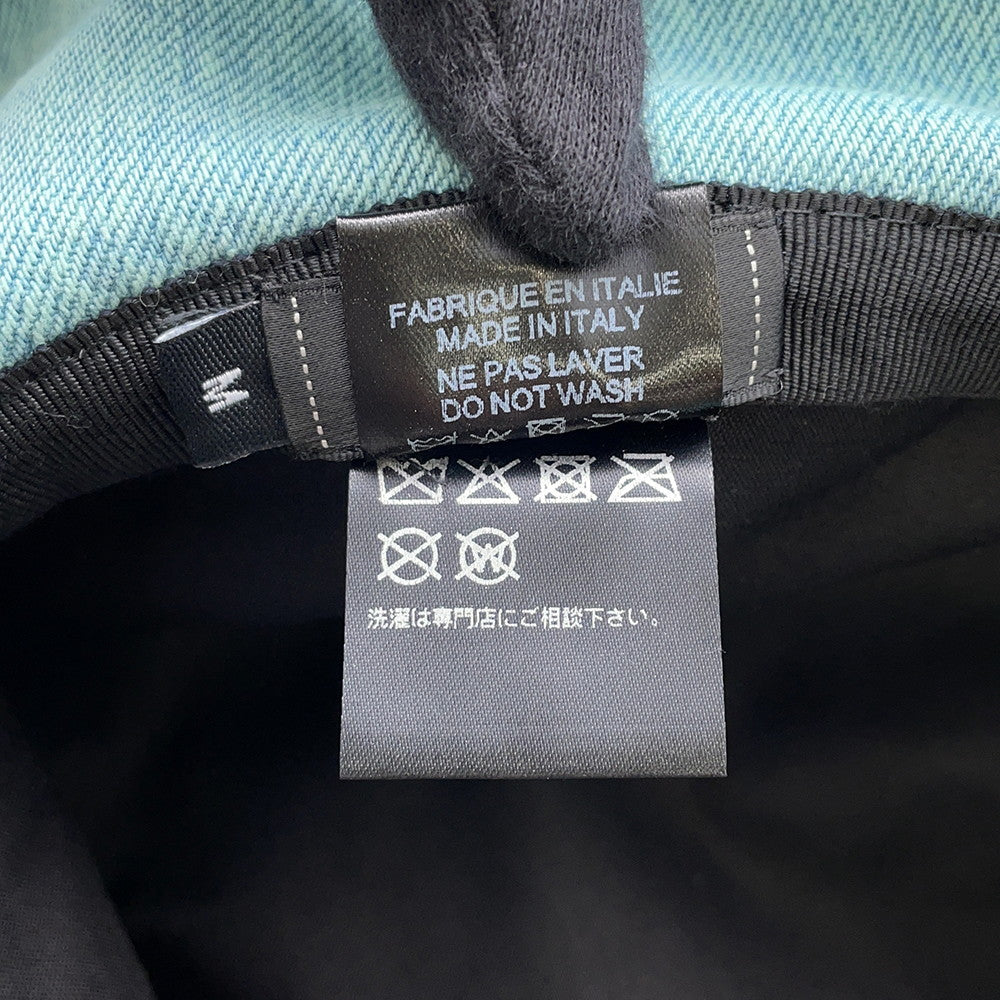 FABRIQUE EN ITALIE
MADE IN ITALY
NE PAS LAVER
DO NOT WASH
M
W
洗濯は専門店にご相談下さい。